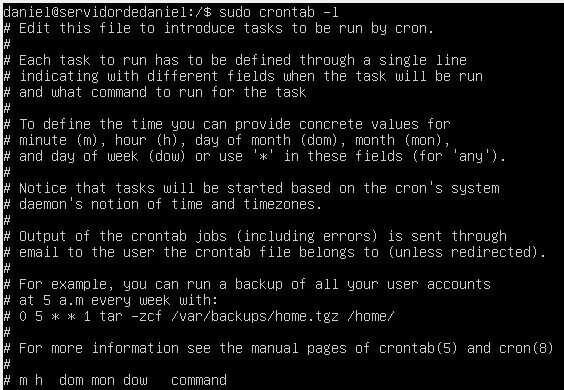 daniel@servidordedaniel:/$ sudo crontab -l
# Edit this file to introduce tasks to be run by cron.
#
# Each task to run has to be defined through a single line
# indicating with different fields when the task will be run
# and what command to run for the task
#
# To define the time you can provide concrete values for
# minute (m), hour (h), day of month (dom), month (mon),
# and day of week (dow) or use '*' in these fields (for 'any').
#
# Notice that tasks will be started based on the cron's system
# daemon's notion of time and timezones.
#
# Output of the crontab jobs (including errors) is sent through
# email to the user the crontab file belongs to (unless redirected).
#
# For example, you can run a backup of all your user accounts
# at 5 a.m every week with:
# 0 5 * * 1 tar -zcf /var/backups/home.tgz /home/
#
# For more information see the manual pages of crontab(5) and cron(8)
#
# m h  dom mon dow   command